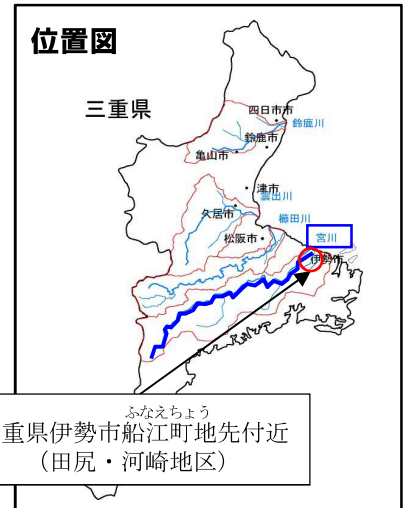 位置図
三重県
四日市市
鈴鹿川
鈴鹿市
亀山市
津市
雲出川
久居市
櫛田川
松阪市
宮川
伊勢市
ふなえちょう
重県伊勢市船江町地先付近
（田尻・河崎地区）